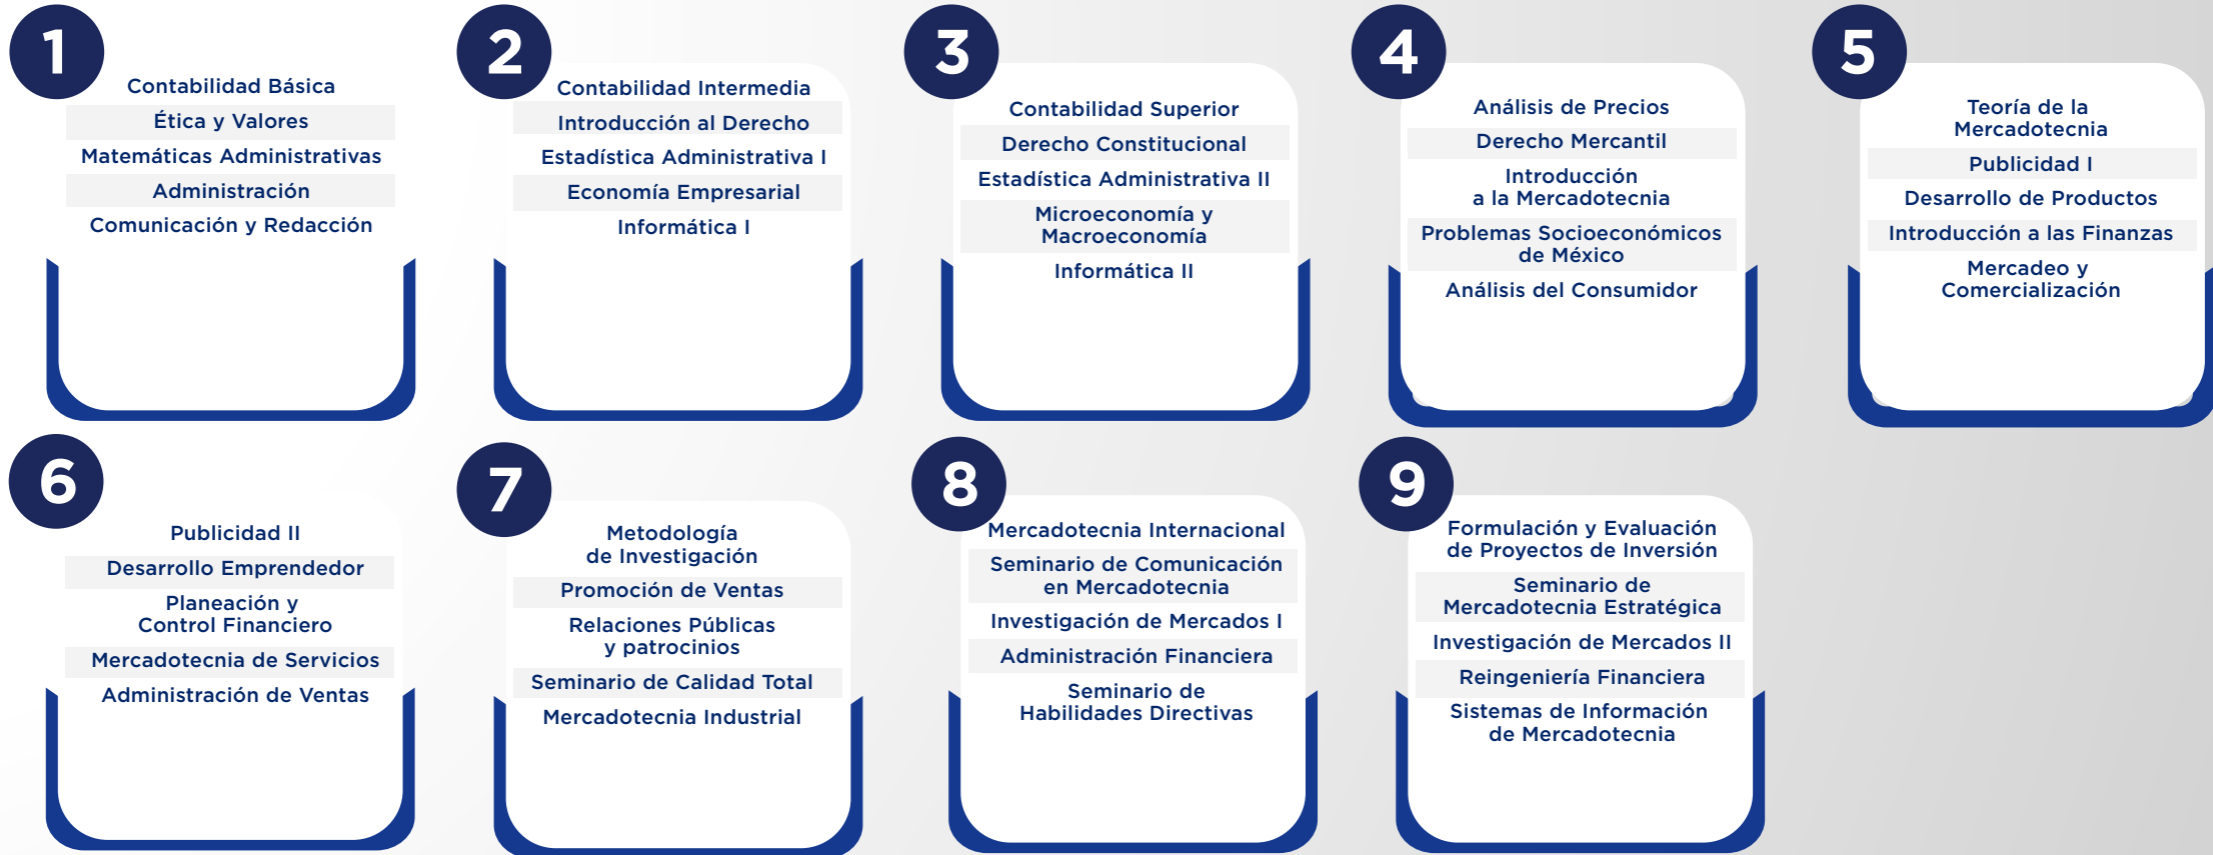 1
Contabilidad Básica
Ética y Valores
Matemáticas Administrativas
Administración
Comunicación y Redacción
2
Contabilidad Intermedia
Introducción al Derecho
Estadística Administrativa I
Economía Empresarial
Informática I
3
Contabilidad Superior
Derecho Constitucional
Estadística Administrativa II
Microeconomía y
Macroeconomía
Informática II
4
Análisis de Precios
Derecho Mercantil
Introducción
a la Mercadotecnia
Problemas Socioeconómicos
de México
Análisis del Consumidor
5
Teoría de la
Mercadotecnia
Publicidad I
Desarrollo de Productos
Introducción a las Finanzas
Mercadeo y
Comercialización
6
Publicidad II
Desarrollo Emprendedor
Planeación y
Control Financiero
Mercadotecnia de Servicios
Administración de Ventas
7
Metodología
de Investigación
Promoción de Ventas
Relaciones Públicas
y patrocinios
Seminario de Calidad Total
Mercadotecnia Industrial
8
Mercadotecnia Internacional
Seminario de Comunicación
en Mercadotecnia
Investigación de Mercados I
Administración Financiera
Seminario de
Habilidades Directivas
9
Formulación y Evaluación
de Proyectos de Inversión
Seminario de
Mercadotecnia Estratégica
Investigación de Mercados II
Reingeniería Financiera
Sistemas de Información
de Mercadotecnia